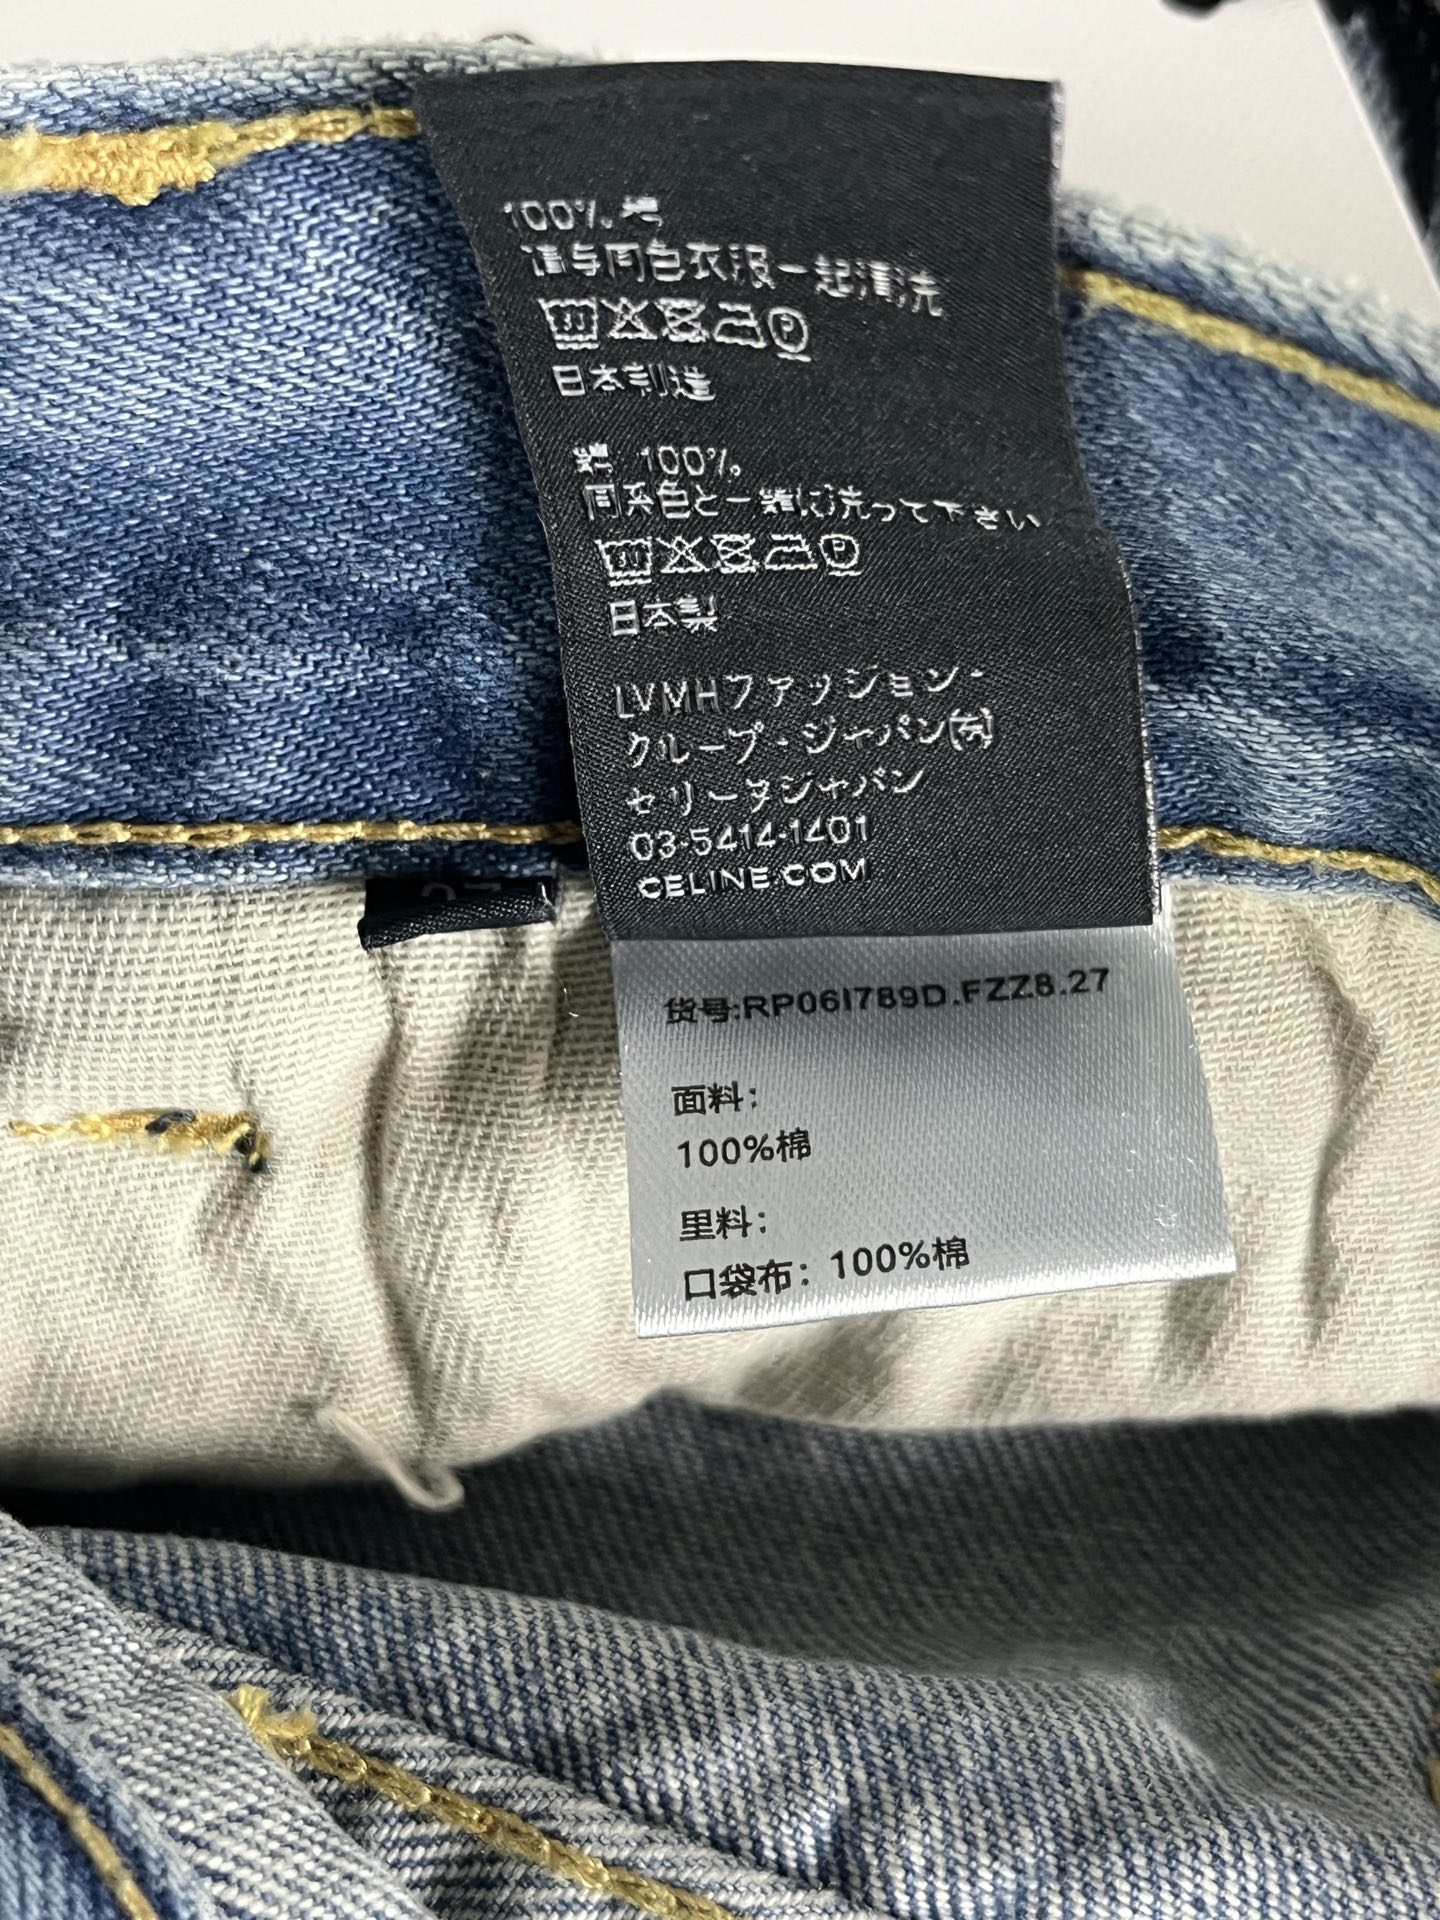 100% 棉
请与同色衣服一起清洗
日本制造
綿 100%
同系色と一緒に洗って下さい
日本製
LVMHファッション・
グループ・ジャパン(株)
セリーヌジャパン
03-5414-1401
CELINE.COM
27
货号:RP06I789D.FZZ8.27
面料：
100%棉
里料：
口袋布：100%棉